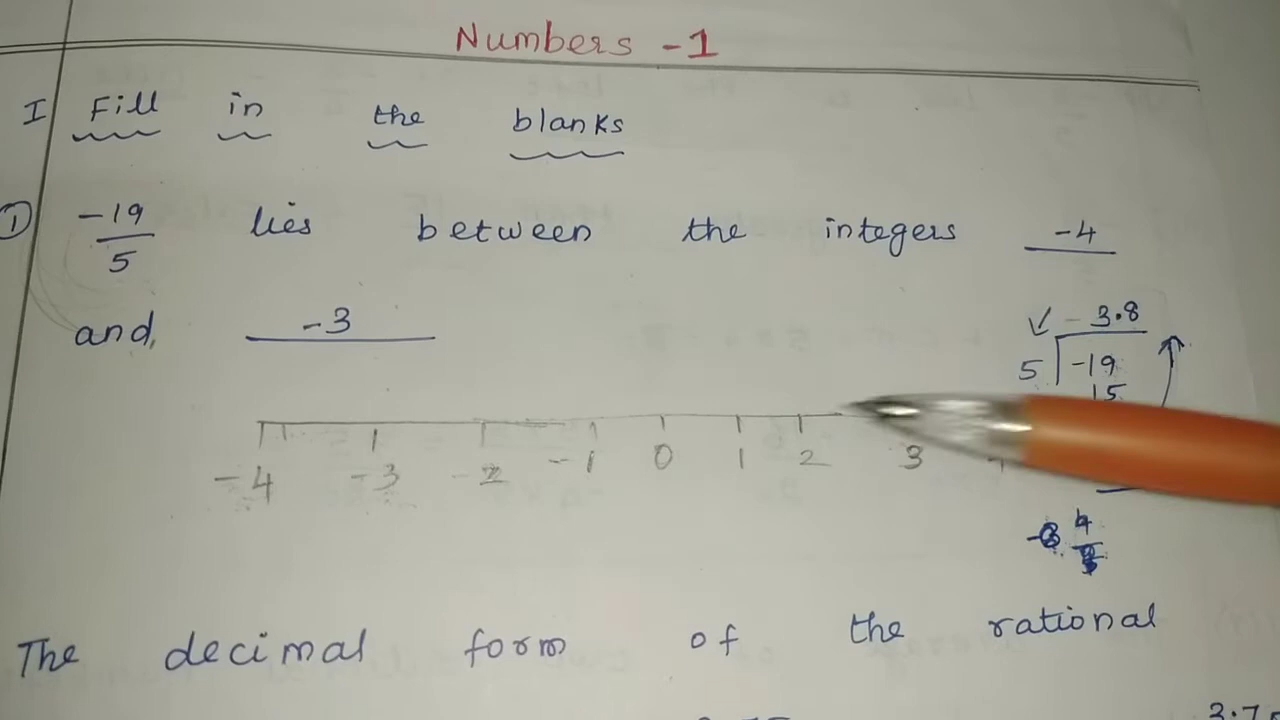 Numbers -1
I Fill in the blanks
① -19/5 lies between the integers -4
and, -3
✓ -3.8
5 -19
15
-4 -3 -2 -1 0 1 2 3
The decimal form of the rational